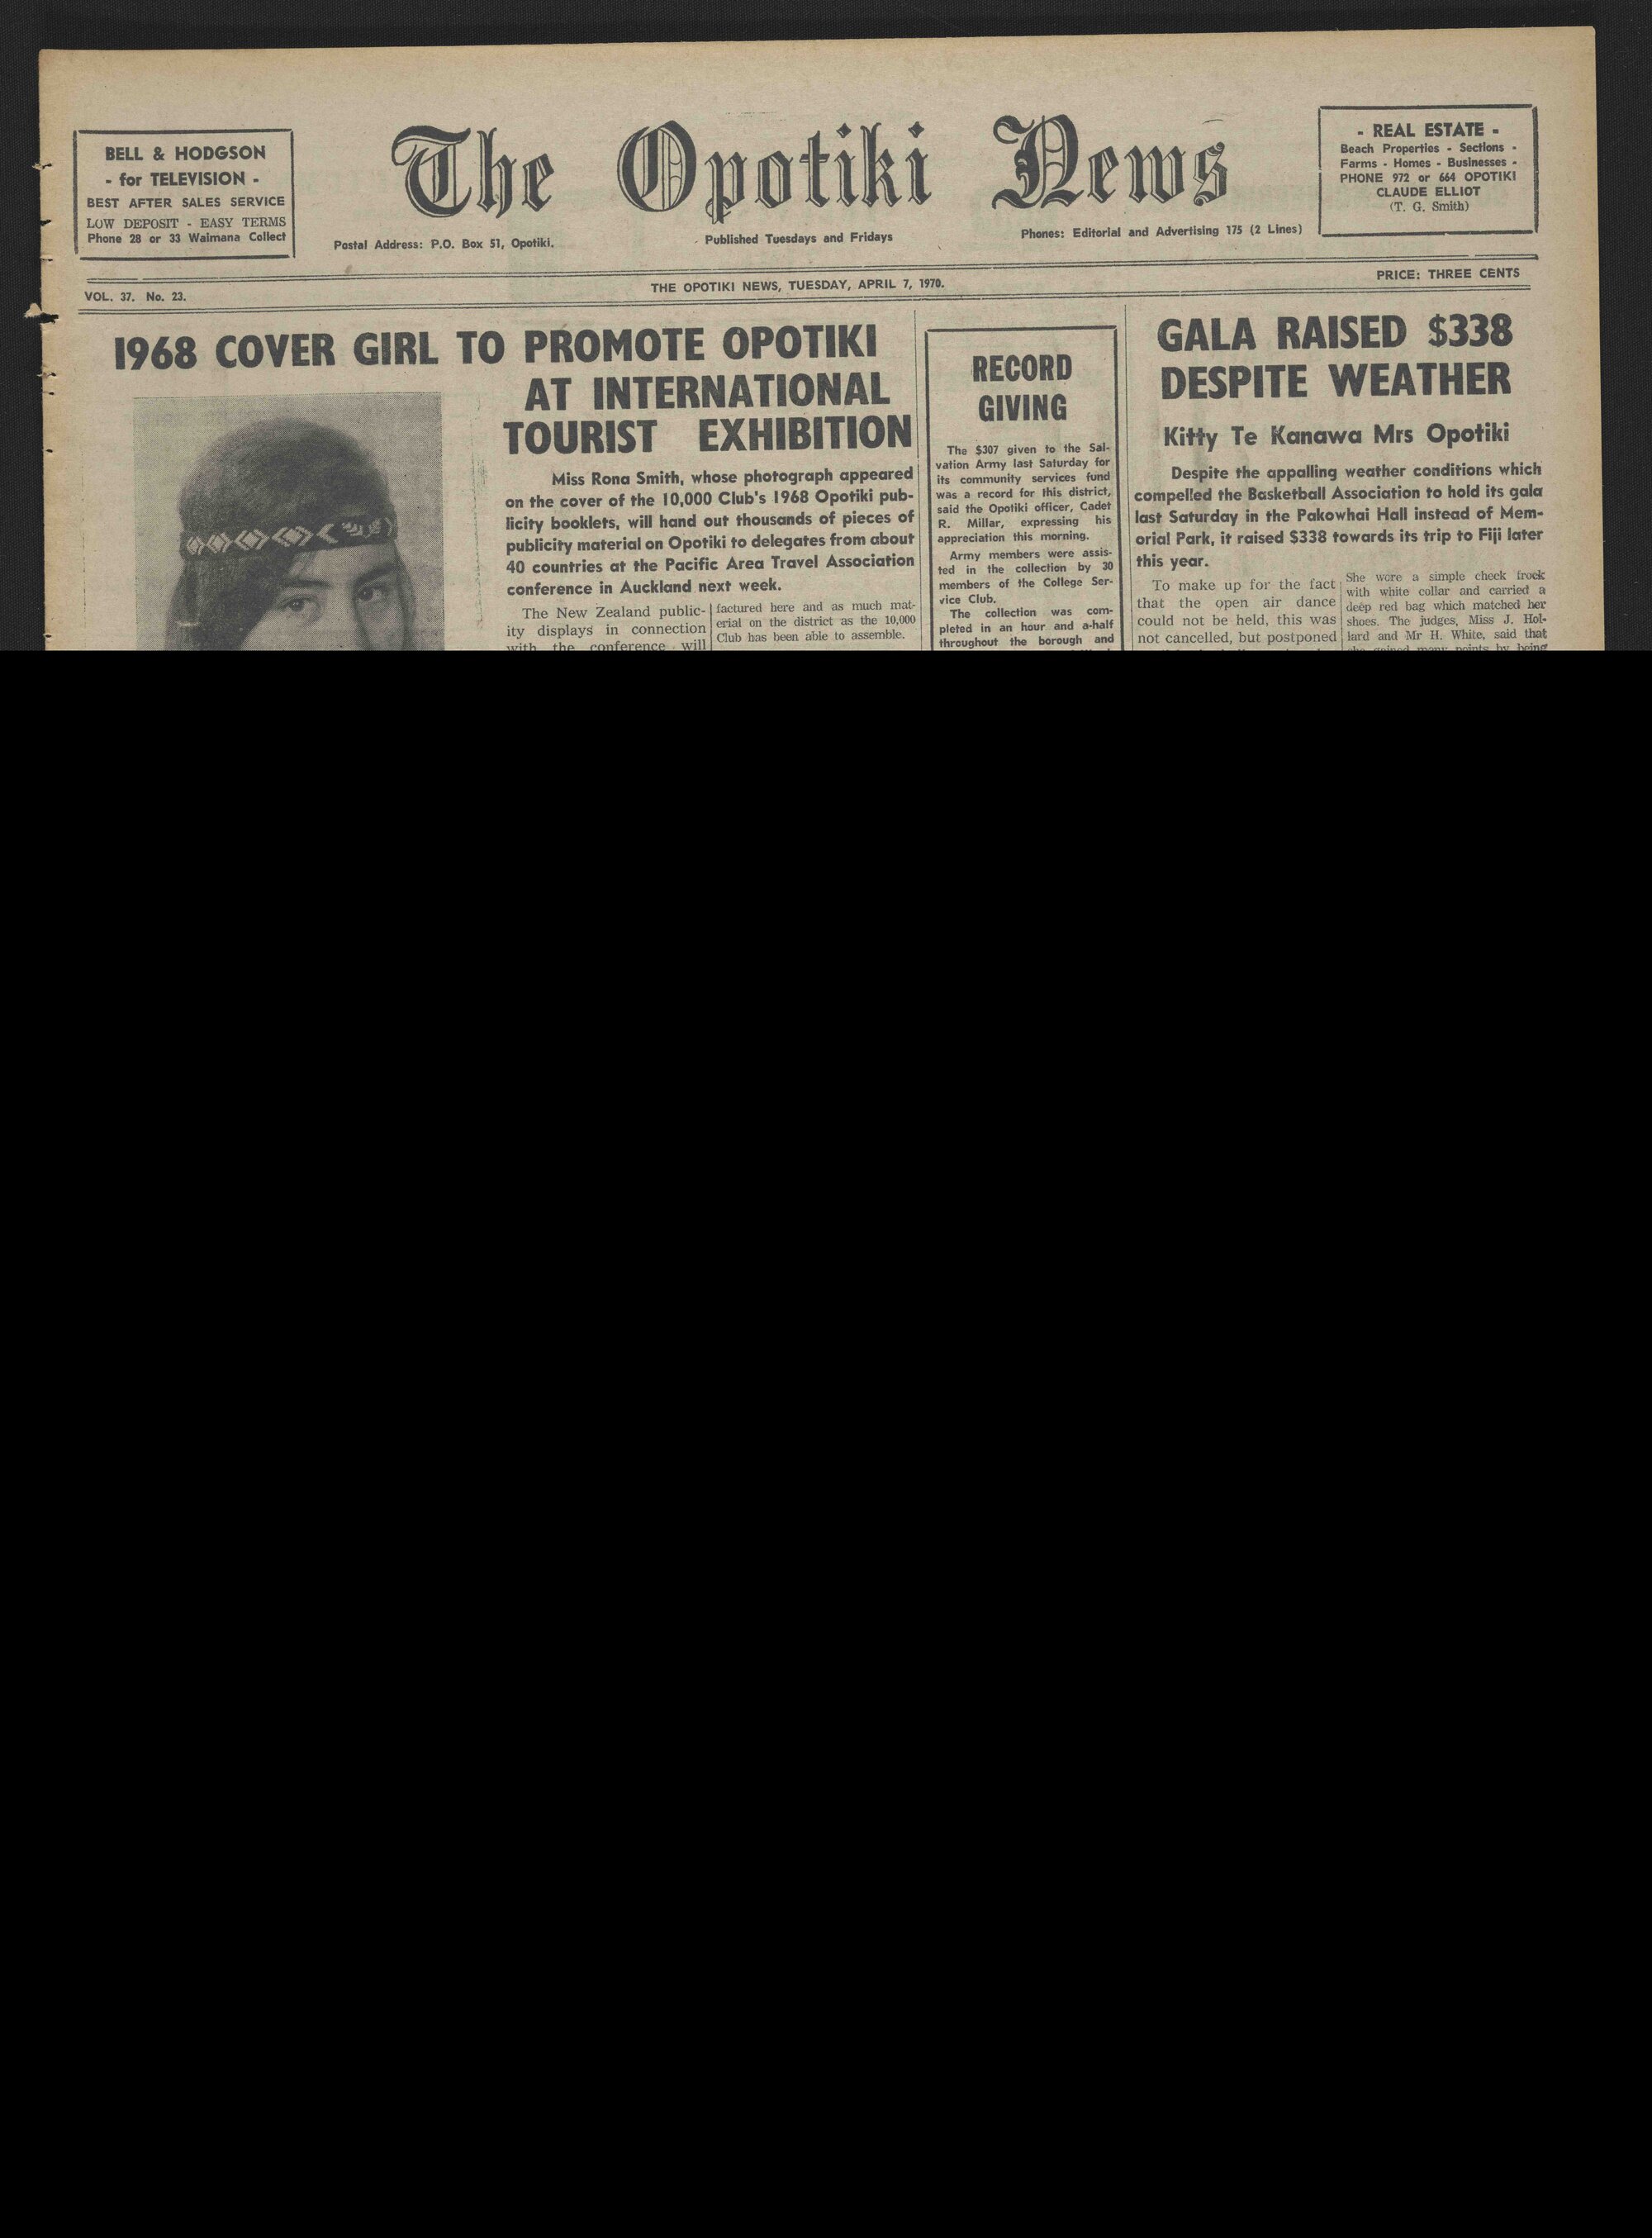 BELL & HODGSON
- for TELEVISION -
BEST AFTER SALES SERVICE
LOW DEPOSIT - EASY TERMS
Phone 28 or 33 Waimana Collect
The Opotiki News
Postal Address: P.O. Box 51, Opotiki.
Published Tuesdays and Fridays
Phones: Editorial and Advertising 175 (2 Lines)
- REAL ESTATE -
Beach Properties - Sections -
Farms - Homes - Businesses -
PHONE 972 or 664 OPOTIKI
CLAUDE ELLIOT
(T. G. Smith)
VOL. 37. No. 23.
THE OPOTIKI NEWS, TUESDAY, APRIL 7, 1970.
PRICE: THREE CENTS
1968 COVER GIRL TO PROMOTE OPOTIKI
AT INTERNATIONAL
TOURIST EXHIBITION
Miss Rona Smith, whose photograph appeared
on the cover of the 10,000 Club's 1968 Opotiki pub-
licity booklets, will hand out thousands of pieces of
publicity material on Opotiki to delegates from about
40 countries at the Pacific Area Travel Association
conference in Auckland next week.
The New Zealand public-
ity displays in connection
with the conference will
factured here and as much mat-
erial on the district as the 10,000
Club has been able to assemble.
RECORD
GIVING
The $307 given to the Sal-
vation Army last Saturday for
its community services fund
was a record for this district,
said the Opotiki officer, Cadet
R. Millar, expressing his
appreciation this morning.
Army members were assis-
ted in the collection by 30
members of the College Ser-
vice Club.
The collection was com-
pleted in an hour and a-half
throughout the borough and
GALA RAISED $338
DESPITE WEATHER
Kitty Te Kanawa Mrs Opotiki
Despite the appalling weather conditions which
compelled the Basketball Association to hold its gala
last Saturday in the Pakowhai Hall instead of Mem-
orial Park, it raised $338 towards its trip to Fiji later
this year.
To make up for the fact
that the open air dance
could not be held, this was
not cancelled, but postponed
She wore a simple check frock
with white collar and carried a
deep red bag which matched her
shoes. The judges, Miss J. Hol-
lard and Mr H. White, said that
she gained many points by being